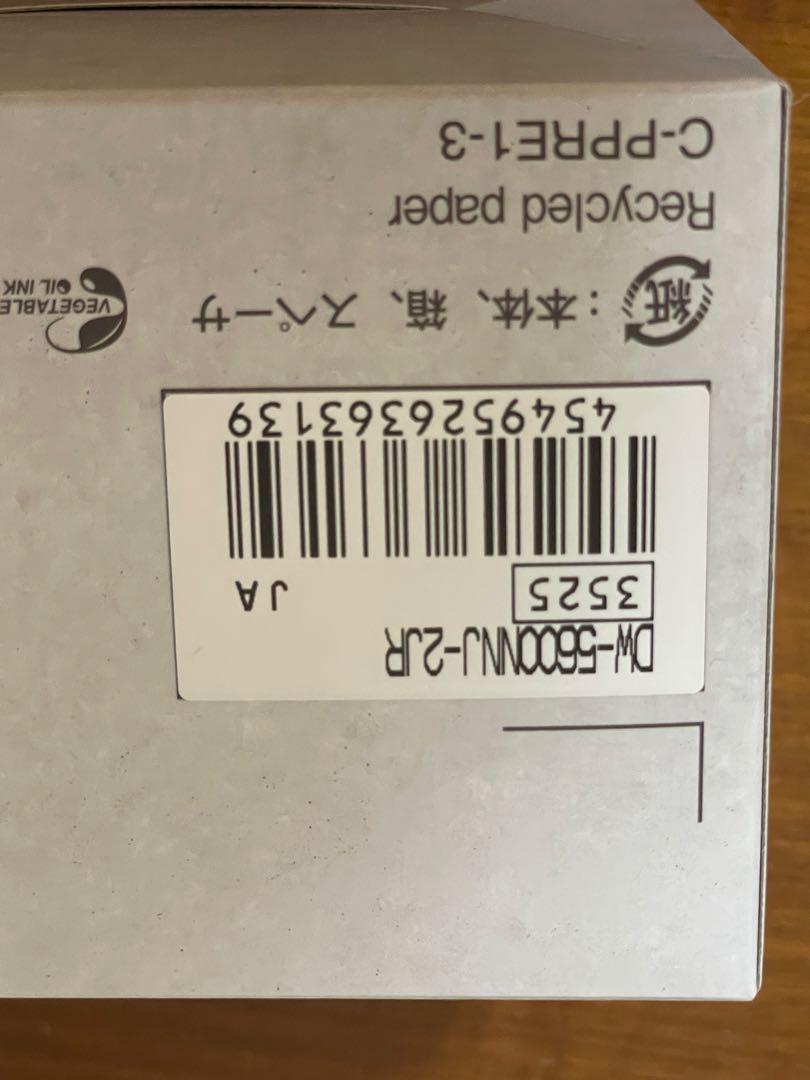 DW-5600NNJ-2JR
3525 JA
4549526363139
紙：本体、箱、スペーサ
VEGETABLE
OIL INK
Recycled paper
C-PPRE1-3